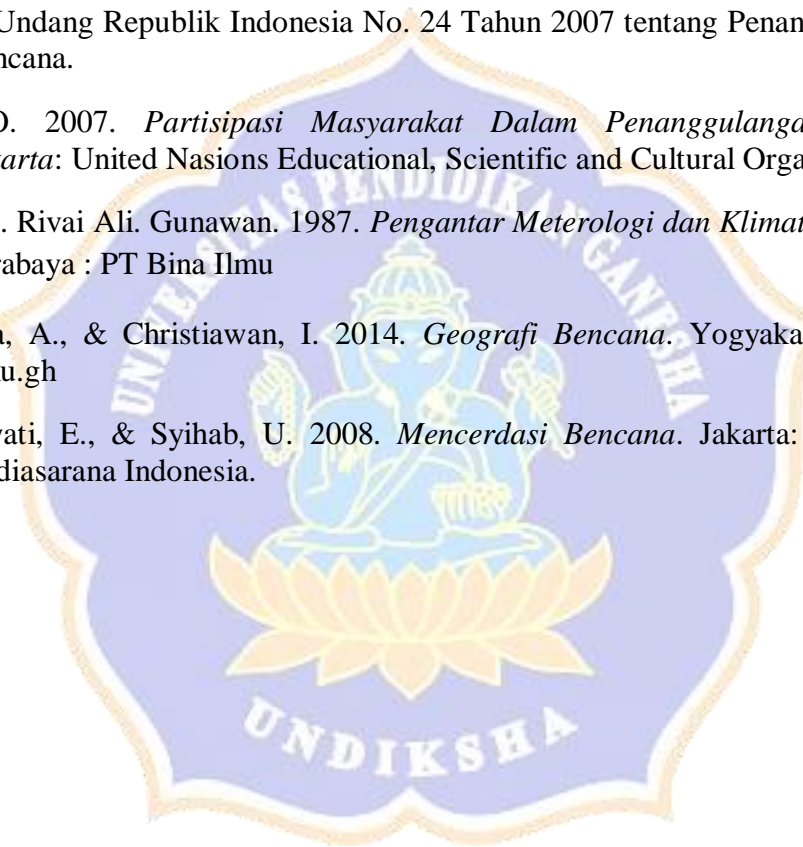 Undang Republik Indonesia No. 24 Tahun 2007 tentang Penan
ncana.
O. 2007. Partisipasi Masyarakat Dalam Penanggulanga
arta: United Nasions Educational, Scientific and Cultural Orga
. Rivai Ali. Gunawan. 1987. Pengantar Meterologi dan Klimat
rabaya : PT Bina Ilmu
a, A., & Christiawan, I. 2014. Geografi Bencana. Yogyaka
u.gh
vati, E., & Syihab, U. 2008. Mencerdasi Bencana. Jakarta:
diasarana Indonesia.
UNIVERSITAS PENDIDIKAN GANESHA
UNDIKSHA